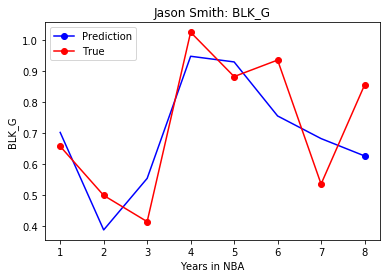 Jason Smith: BLK_G
Prediction
True
1.0
0.9
0.8
0.7
0.6
0.5
0.4
BLK_G
1 2 3 4 5 6 7 8
Years in NBA